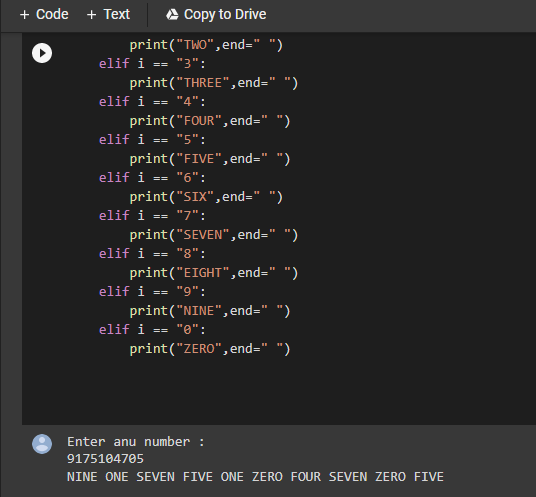 + Code + Text Copy to Drive
print("TWO",end=" ")
elif i == "3":
print("THREE",end=" ")
elif i == "4":
print("FOUR",end=" ")
elif i == "5":
print("FIVE",end=" ")
elif i == "6":
print("SIX",end=" ")
elif i == "7":
print("SEVEN",end=" ")
elif i == "8":
print("EIGHT",end=" ")
elif i == "9":
print("NINE",end=" ")
elif i == "0":
print("ZERO",end=" ")
Enter anu number :
9175104705
NINE ONE SEVEN FIVE ONE ZERO FOUR SEVEN ZERO FIVE